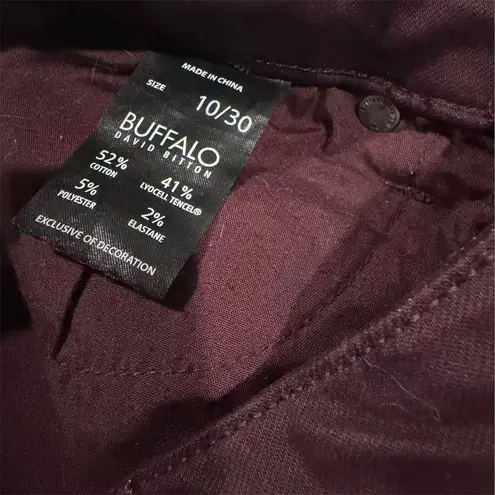 MADE IN CHINA
SIZE 10/30
BUFFALO
DAVID BITTON
52% COTTON
41% LYOCELL TENCEL®
5% POLYESTER
2% ELASTANE
EXCLUSIVE OF DECORATION